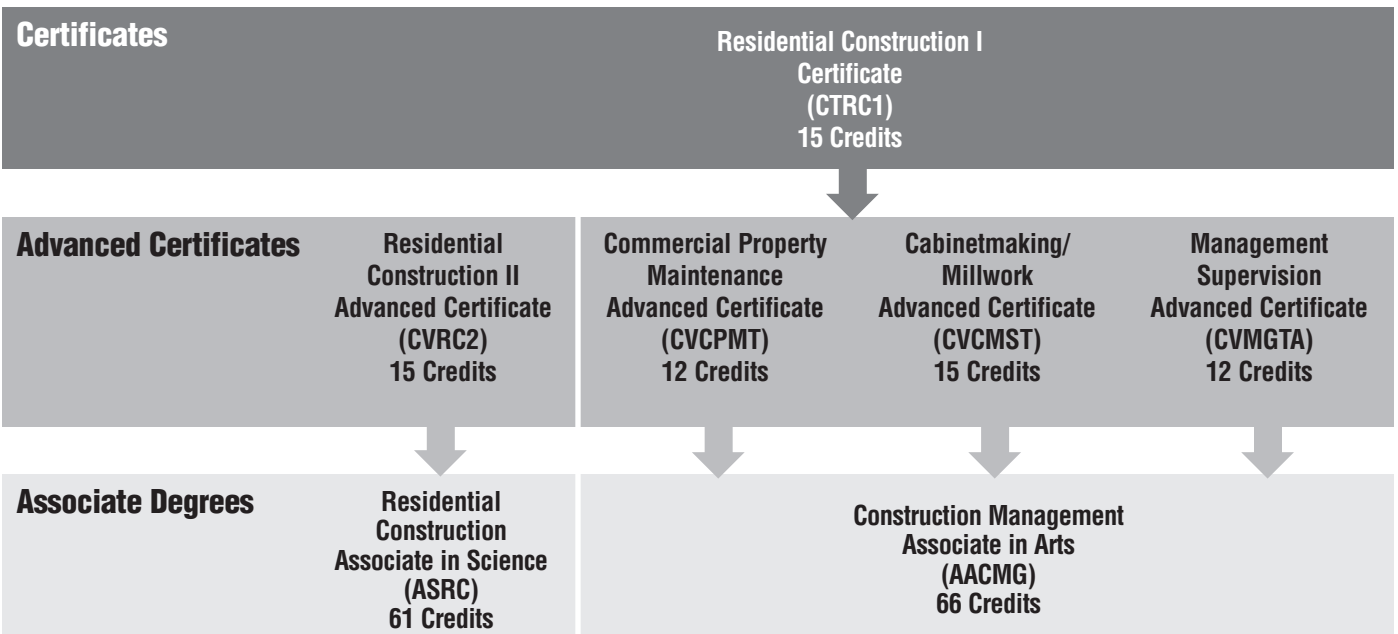 Certificates
Residential Construction I
Certificate
(CTRC1)
15 Credits
Advanced Certificates
Residential
Construction II
Advanced Certificate
(CVRC2)
15 Credits
Commercial Property
Maintenance
Advanced Certificate
(CVCPMT)
12 Credits
Cabinetmaking/
Millwork
Advanced Certificate
(CVCMST)
15 Credits
Management
Supervision
Advanced Certificate
(CVMGTA)
12 Credits
Associate Degrees
Residential
Construction
Associate in Science
(ASRC)
61 Credits
Construction Management
Associate in Arts
(AACMG)
66 Credits